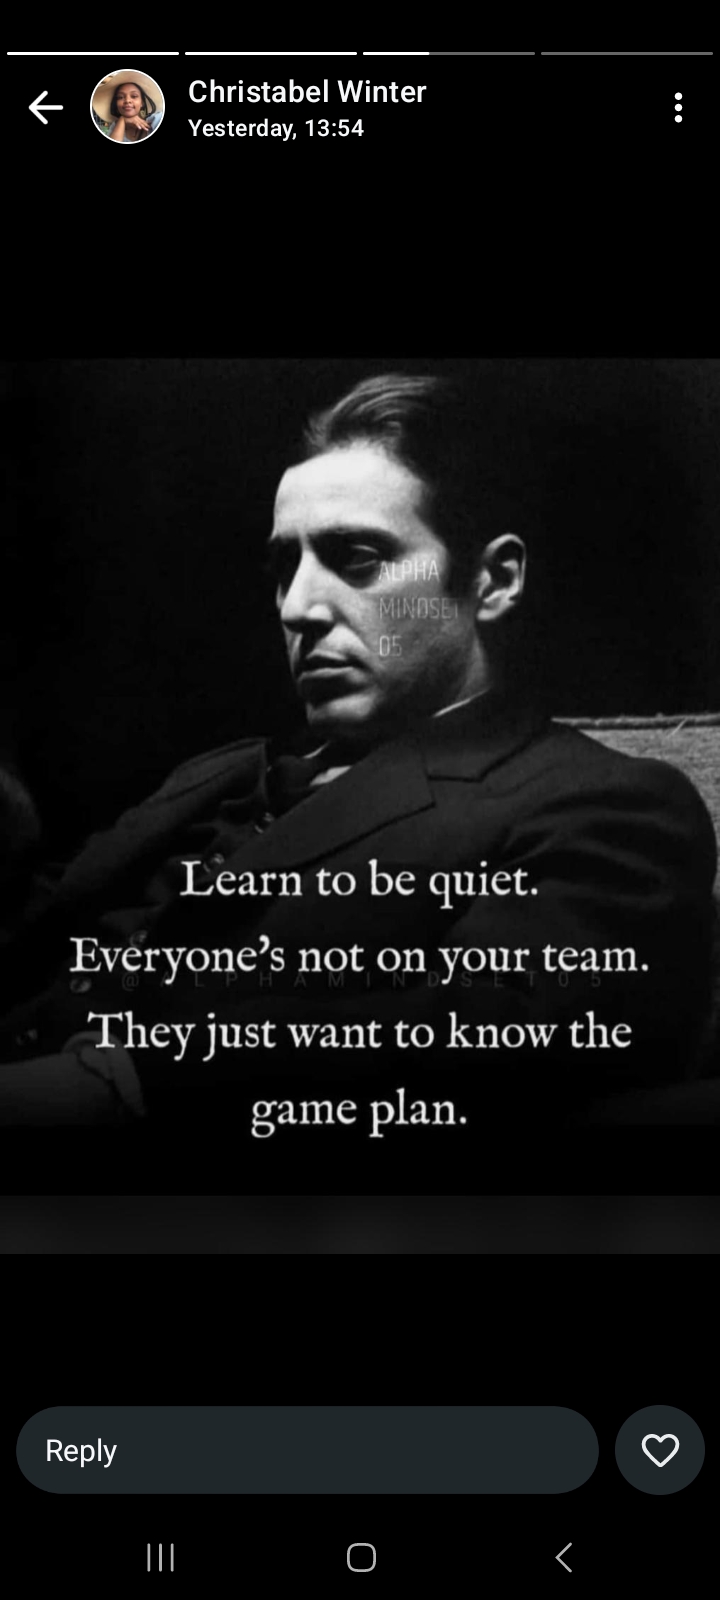 Christabel Winter
Yesterday, 13:54
ALPHA
MINDSET
05
Learn to be quiet.
Everyone's not on your team.
@ALPHAMINDSET05
They just want to know the
game plan.
Reply